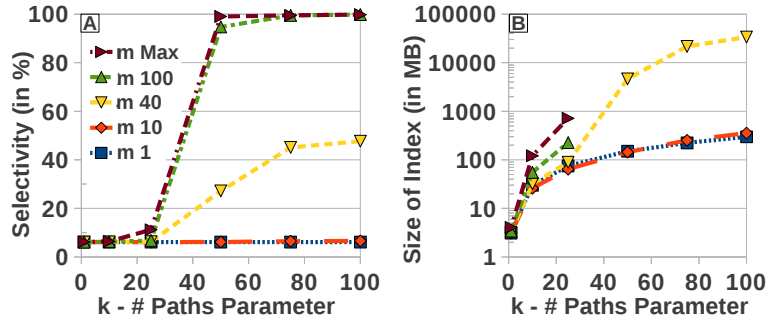 A
B
Selectivity (in %)
100
80
60
40
20
0
m Max
m 100
m 40
m 10
m 1
0 20 40 60 80 100
k - # Paths Parameter
Size of Index (in MB)
100000
10000
1000
100
10
1
0 20 40 60 80 100
k - # Paths Parameter